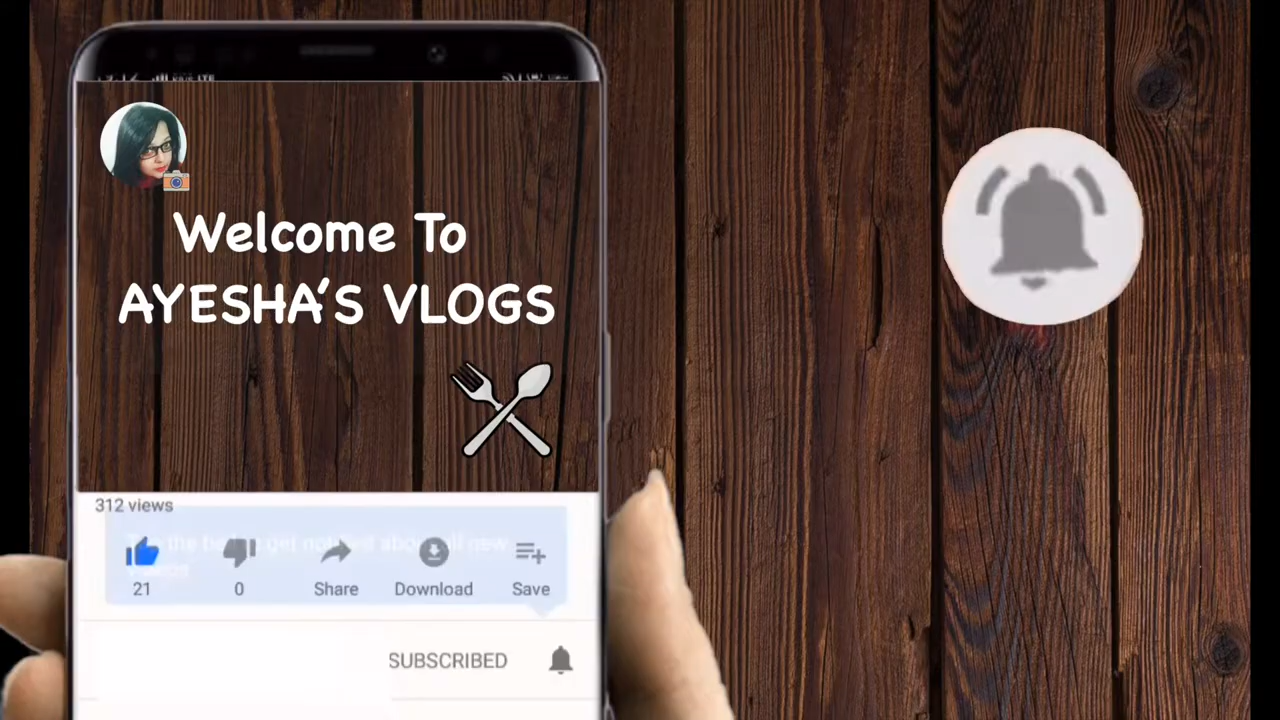 Welcome To
AYESHA'S VLOGS
312 views
21
0
Share
Download
Save
SUBSCRIBED